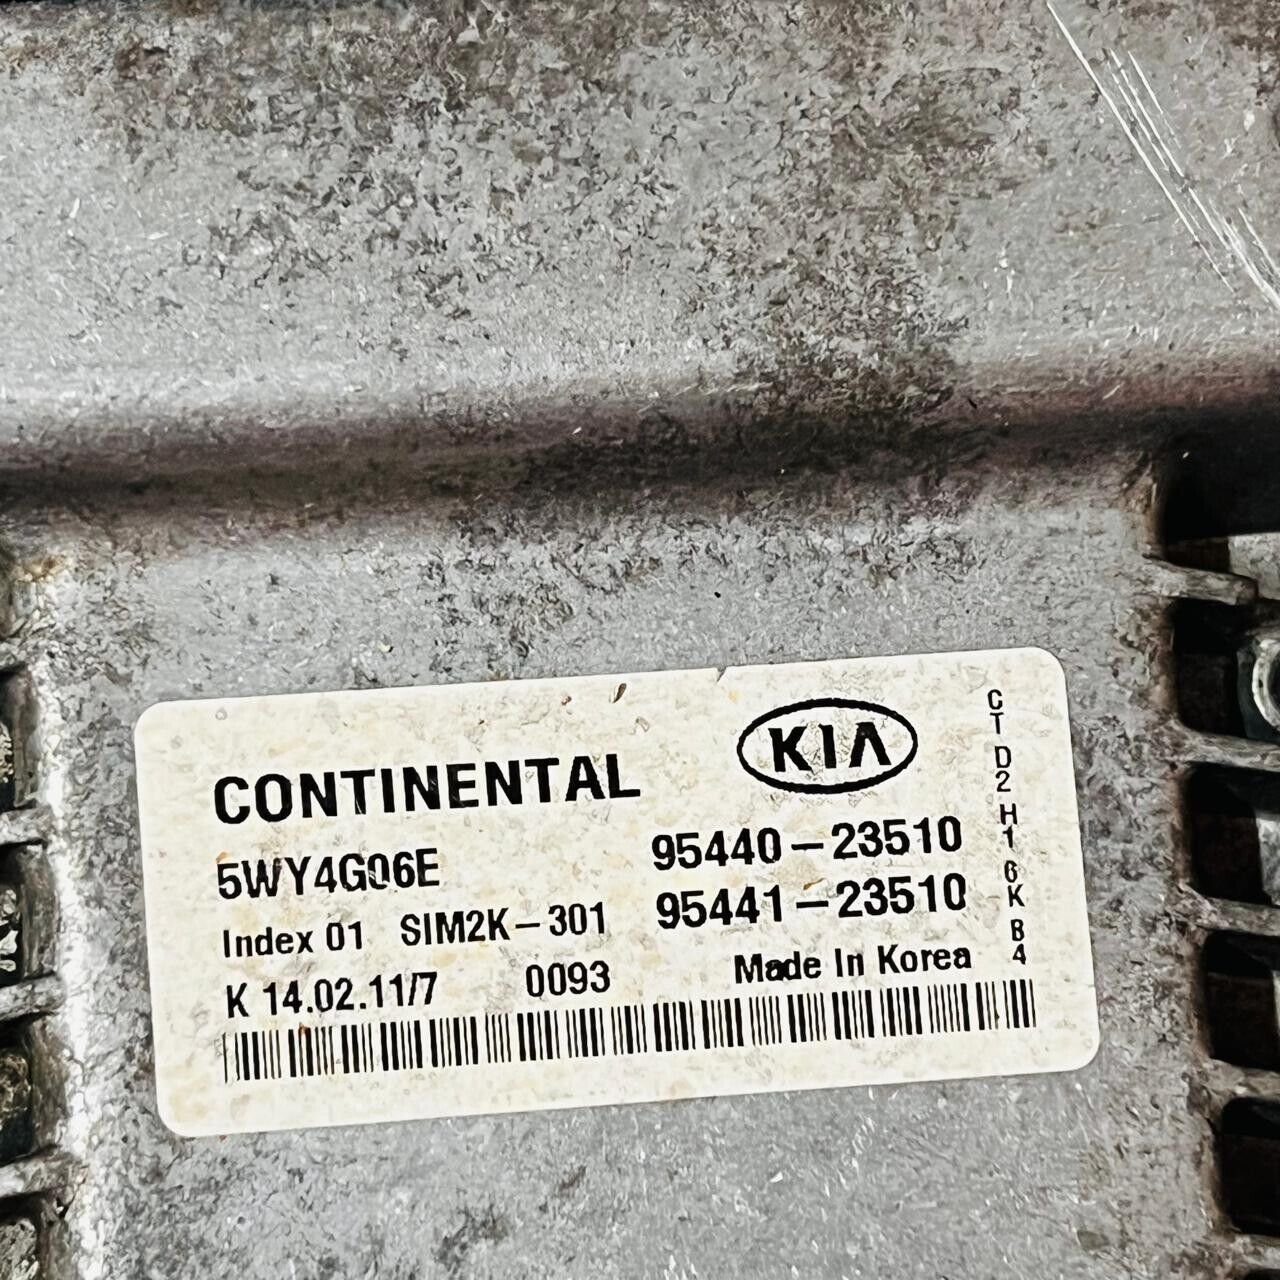 KIA
CONTINENTAL
5WY4G06E
95440-23510
Index 01 SIM2K-301
95441-23510
K 14.02.11/7 0093 Made In Korea
CT D2 H1 6K B4